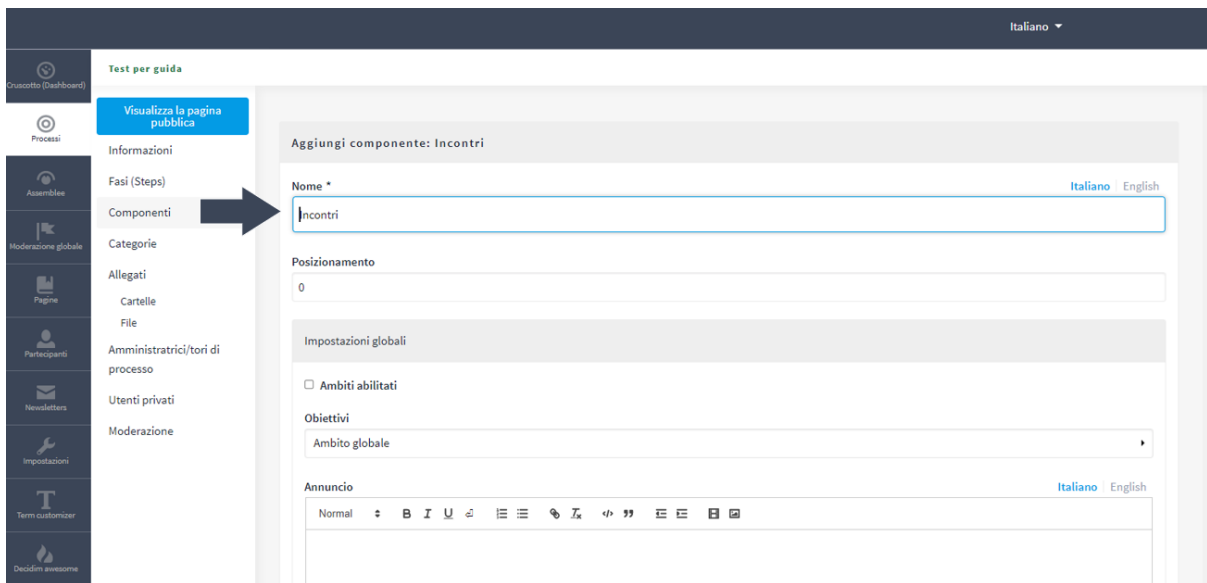 Italiano
Cruscotto (Dashboard)
Processi
Assemblee
Moderazione globale
Pagine
Partecipanti
Newsletters
Impostazioni
Term customizer
Decidim awesome
Test per guida
Visualizza la pagina
pubblica
Informazioni
Fasi (Steps)
Componenti
Categorie
Allegati
Cartelle
File
Amministratrici/tori di
processo
Utenti privati
Moderazione
Aggiungi componente: Incontri
Nome *
Italiano English
Incontri
Posizionamento
0
Impostazioni globali
Ambiti abilitati
Obiettivi
Ambito globale
Annuncio
Italiano English
Normal B I U